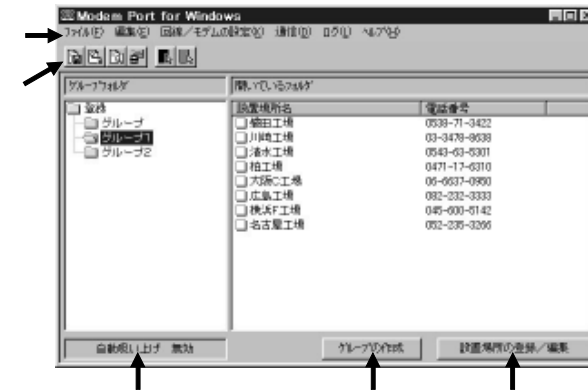 Modem Port for Windows
ファイル(F) 編集(E) 回線/モデムの設定(X) 通信(D) ログ(L) ヘルプ(H)
グループフォルダ 開いているフォルダ
設置場所名 電話番号
登録
グループ
グループ1
グループ2
磐田工場 0538-71-3422
川崎工場 03-3478-8638
清水工場 0543-63-5301
柏工場 0471-17-6310
大阪C工場 06-6637-0950
広島工場 082-232-3333
横浜F工場 045-600-5142
名古屋工場 052-235-3266
自動吸い上げ 無効 グループの作成 設置場所の登録/編集